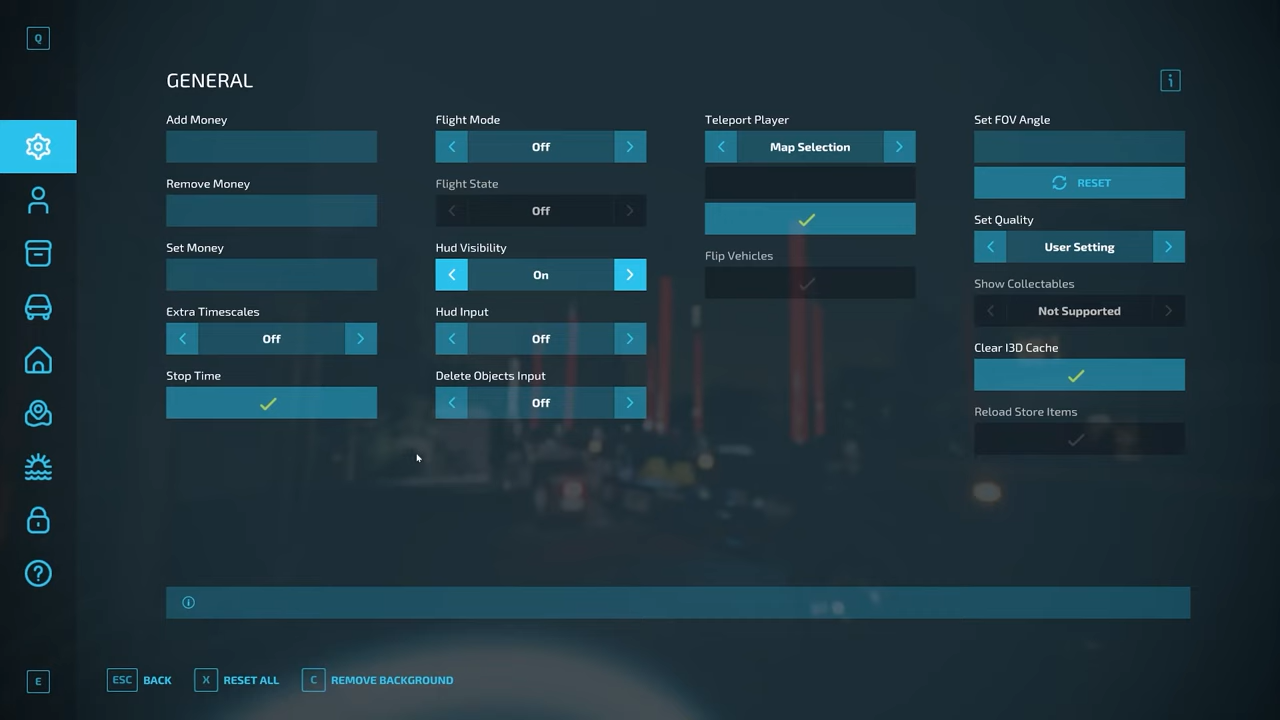 Q
GENERAL
i
Add Money
Remove Money
Set Money
Extra Timescales
Off
Stop Time
Flight Mode
Off
Flight State
Off
Hud Visibility
On
Hud Input
Off
Delete Objects Input
Off
Teleport Player
Map Selection
Flip Vehicles
Set FOV Angle
RESET
Set Quality
User Setting
Show Collectables
Not Supported
Clear I3D Cache
Reload Store Items
E
ESC BACK X RESET ALL C REMOVE BACKGROUND